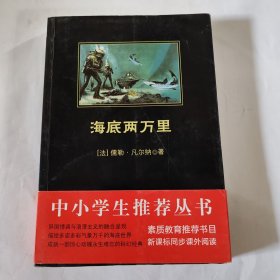 海底两万里
［法］儒勒·凡尔纳◎著
中小学生推荐丛书
素质教育推荐书目
新课标同步课外阅读